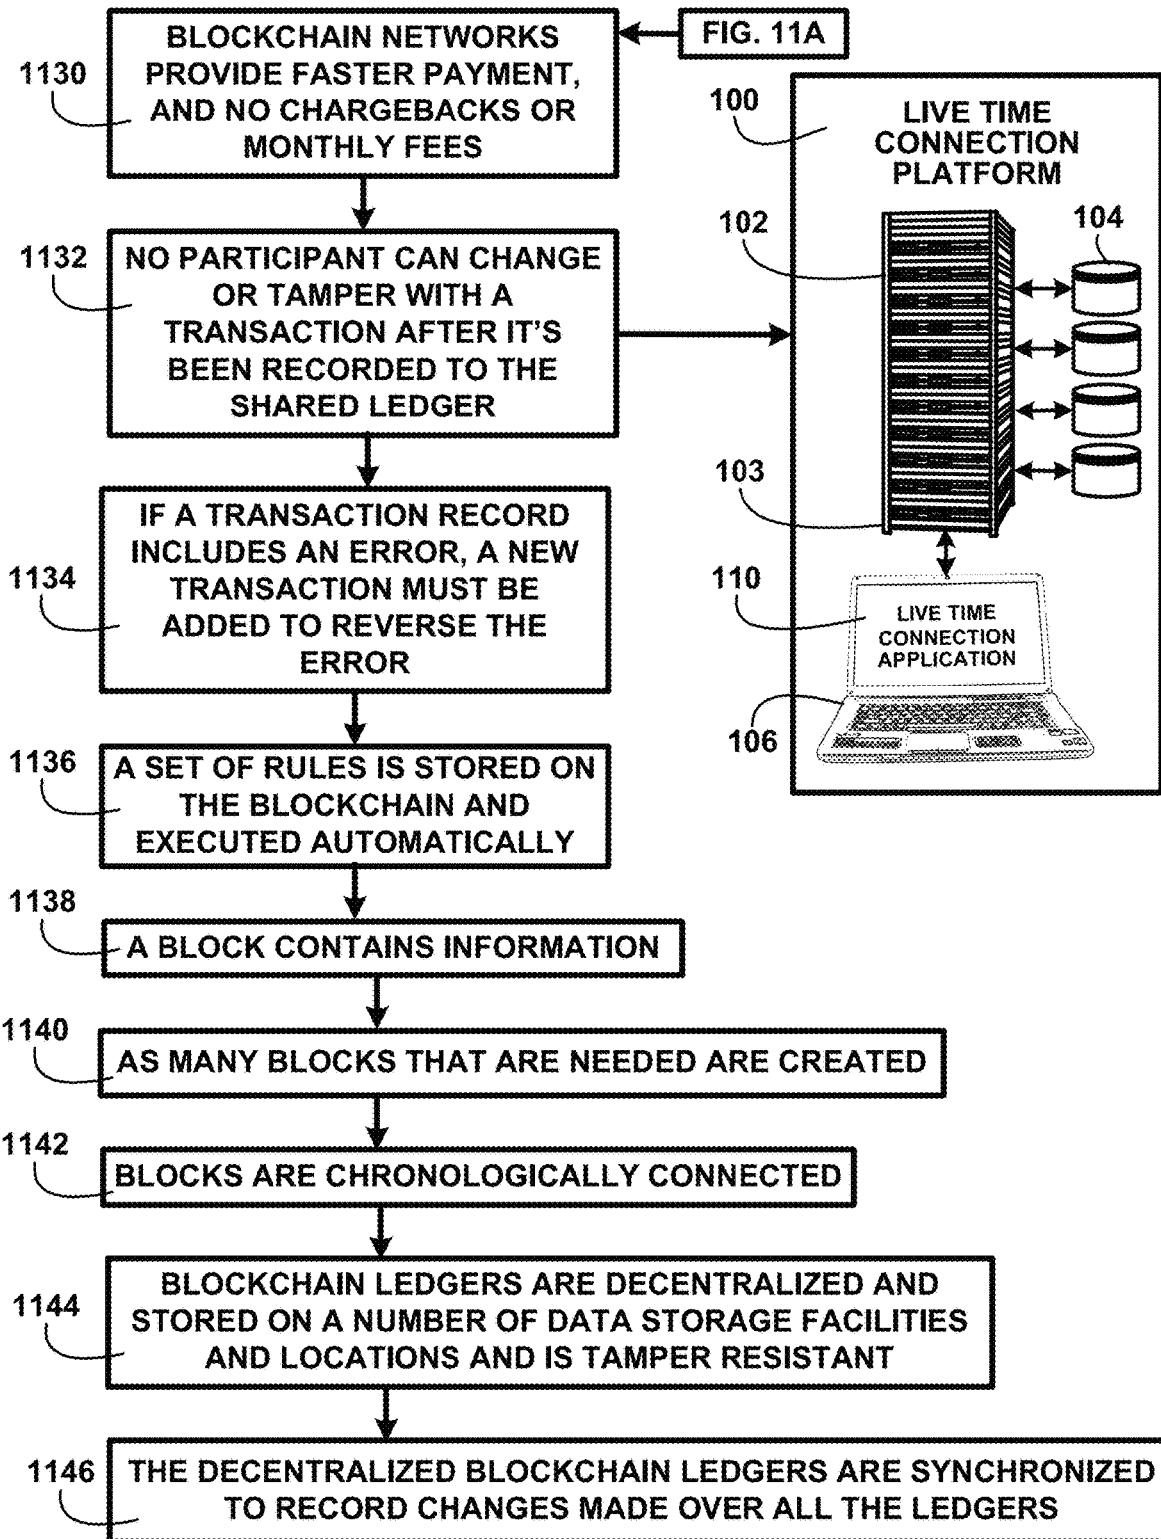 BLOCKCHAIN NETWORKS
PROVIDE FASTER PAYMENT,
AND NO CHARGEBACKS OR
MONTHLY FEES
1130
FIG. 11A
NO PARTICIPANT CAN CHANGE
OR TAMPER WITH A
TRANSACTION AFTER IT'S
BEEN RECORDED TO THE
SHARED LEDGER
1132
IF A TRANSACTION RECORD
INCLUDES AN ERROR, A NEW
TRANSACTION MUST BE
ADDED TO REVERSE THE
ERROR
1134
1136
A SET OF RULES IS STORED ON
THE BLOCKCHAIN AND
EXECUTED AUTOMATICALLY
1138
A BLOCK CONTAINS INFORMATION
1140
AS MANY BLOCKS THAT ARE NEEDED ARE CREATED
1142
BLOCKS ARE CHRONOLOGICALLY CONNECTED
1144
BLOCKCHAIN LEDGERS ARE DECENTRALIZED AND
STORED ON A NUMBER OF DATA STORAGE FACILITIES
AND LOCATIONS AND IS TAMPER RESISTANT
1146
THE DECENTRALIZED BLOCKCHAIN LEDGERS ARE SYNCHRONIZED
TO RECORD CHANGES MADE OVER ALL THE LEDGERS
100
LIVE TIME
CONNECTION
PLATFORM
102
104
103
110
LIVE TIME
CONNECTION
APPLICATION
106